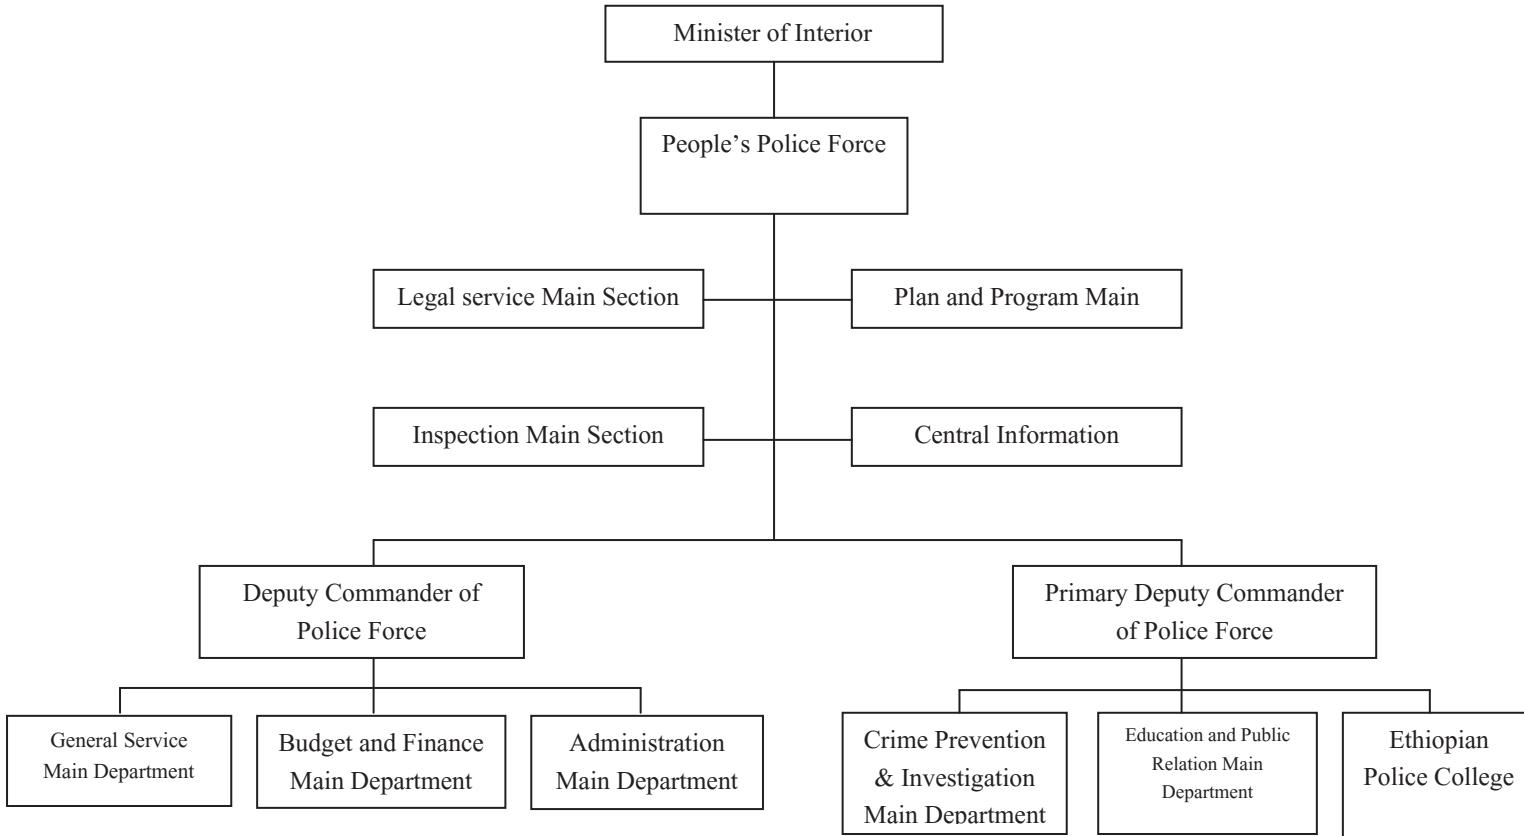 Minister of Interior
People's Police Force
Legal service Main Section
Plan and Program Main
Inspection Main Section
Central Information
Deputy Commander of
Police Force
Primary Deputy Commander
of Police Force
General Service
Main Department
Budget and Finance
Main Department
Administration
Main Department
Crime Prevention
& Investigation
Main Department
Education and Public
Relation Main
Department
Ethiopian
Police College